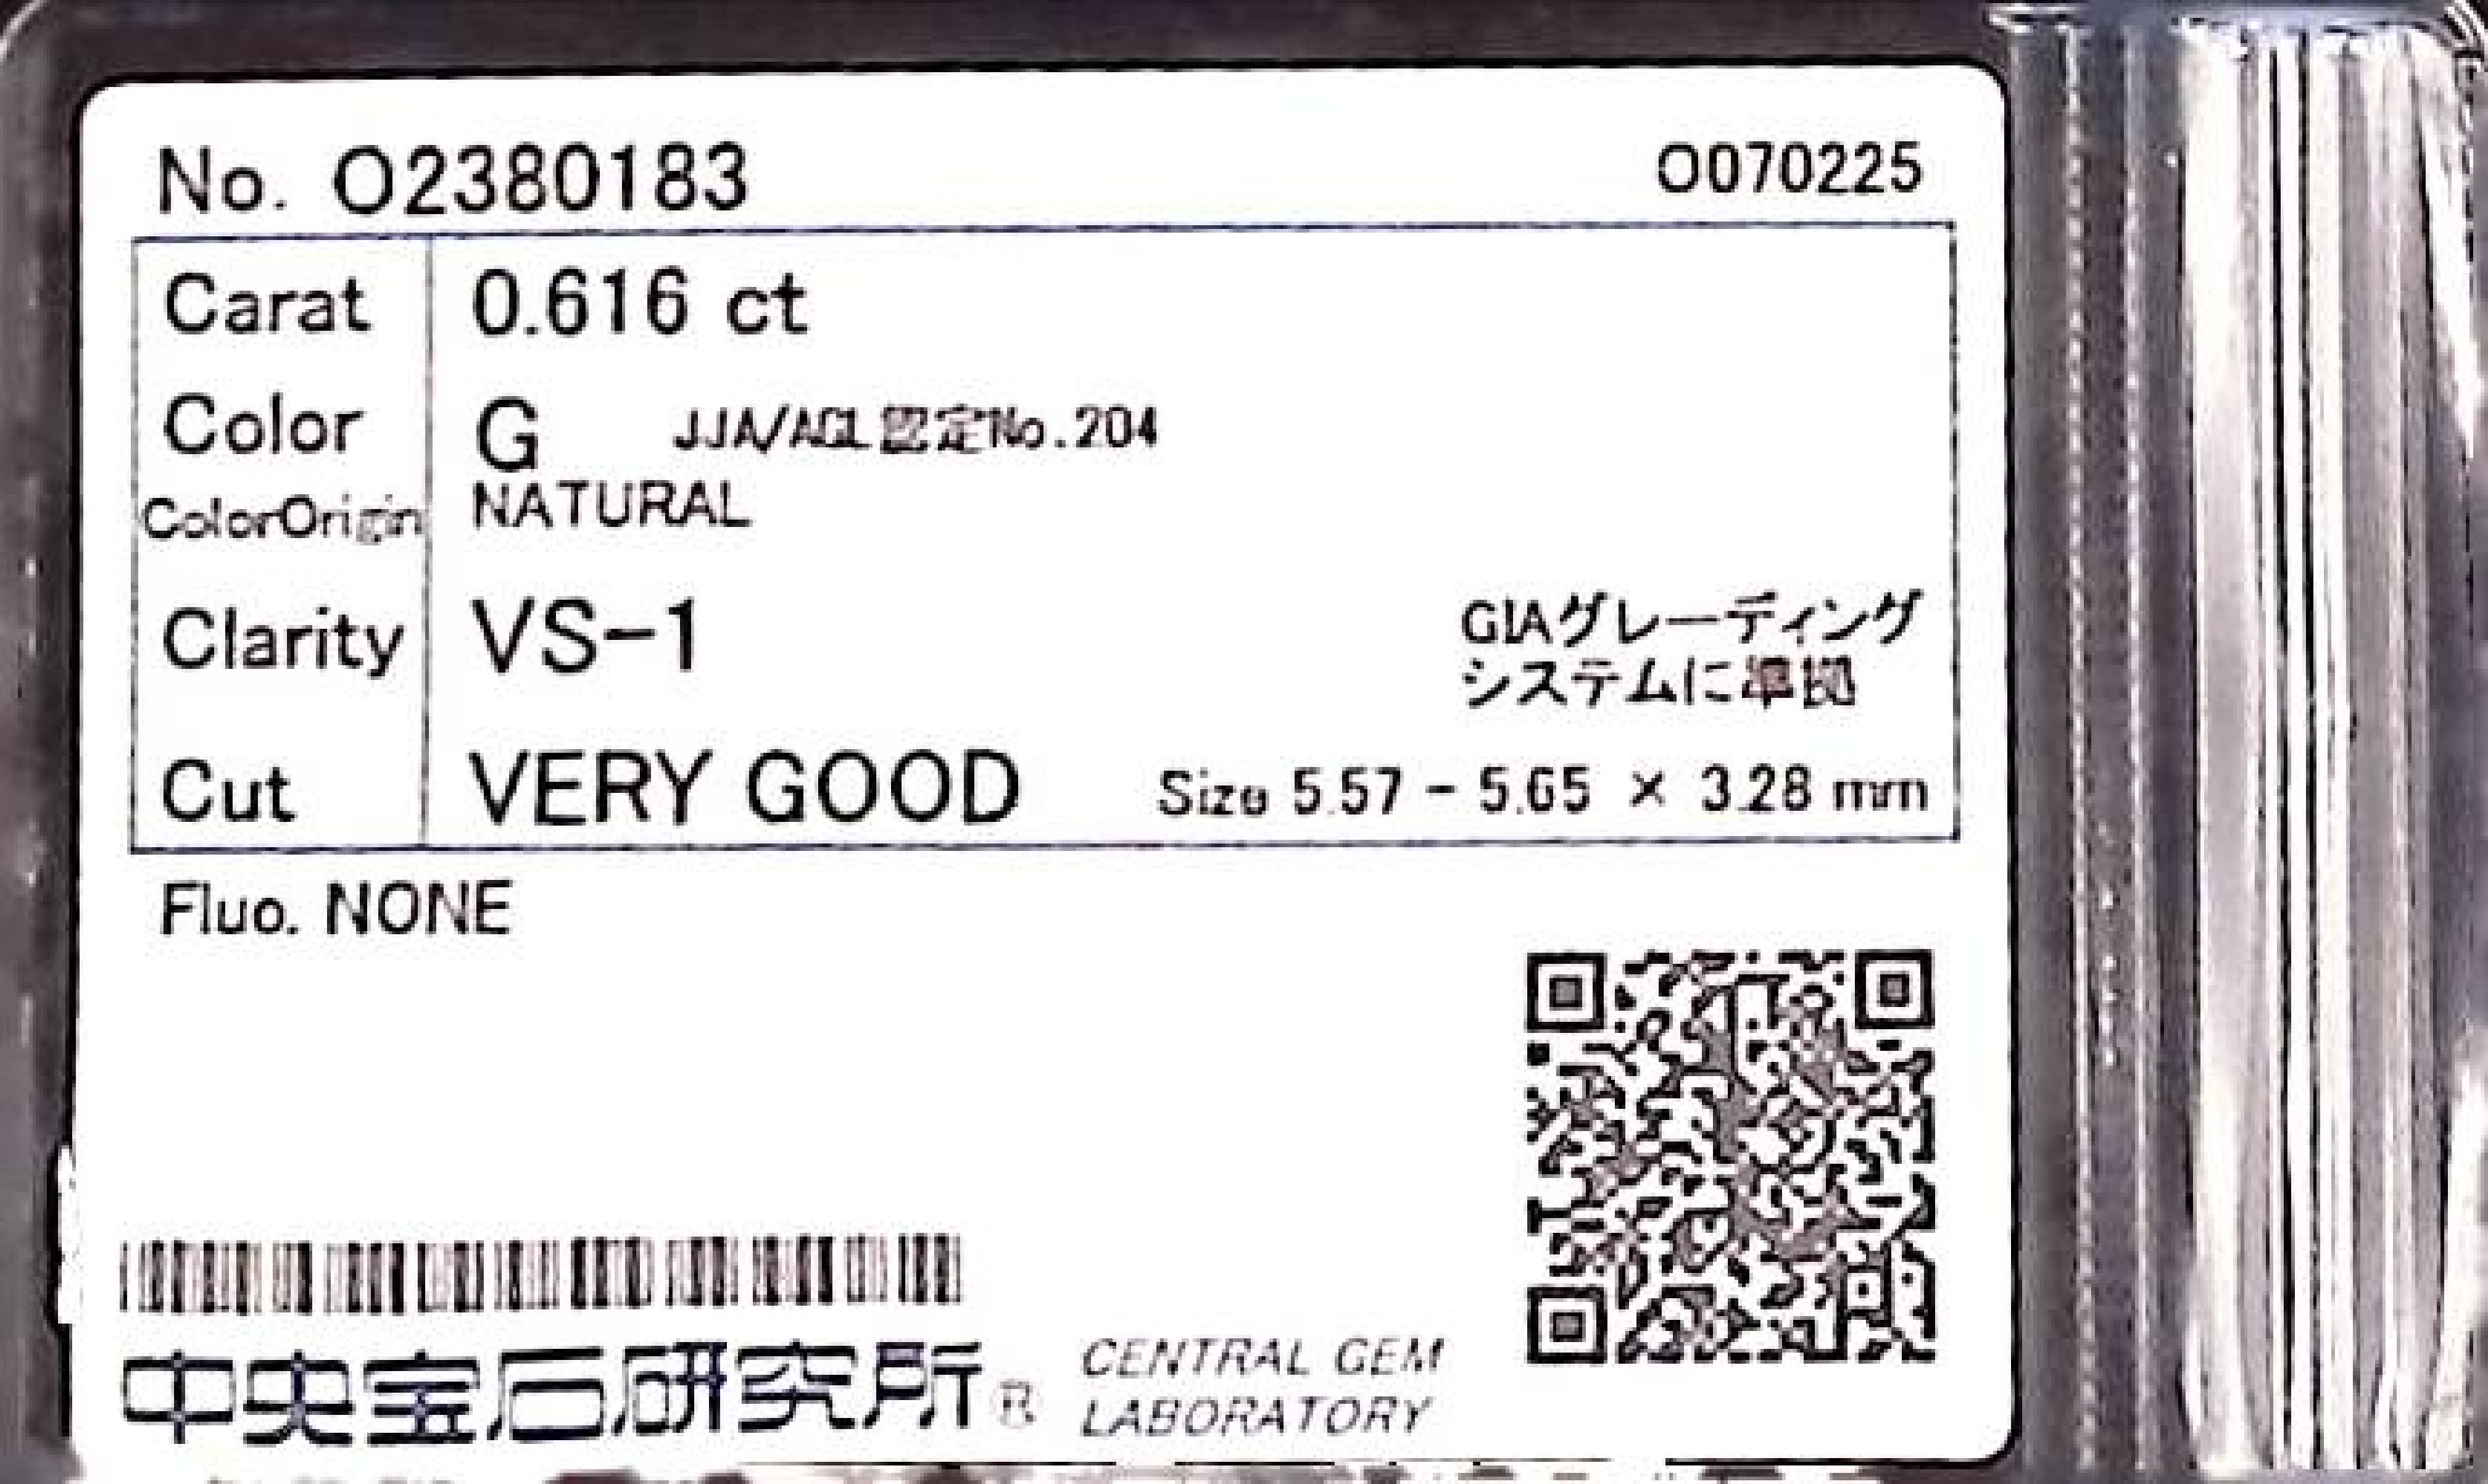 No. O2380183 O070225
Carat 0.616 ct
Color G JJA/AGL認定No.204
ColorOrigin NATURAL
Clarity VS-1
GIAグレーディング
システムに準拠
Cut VERY GOOD Size 5.57 - 5.65 × 3.28 mm
Fluo. NONE
中央宝石研究所® CENTRAL GEM
LABORATORY